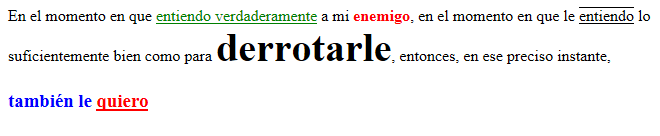 En el momento en que entiendo verdaderamente a mi enemigo, en el momento en que le entiendo lo
suficientemente bien como para derrotarle, entonces, en ese preciso instante,
también le quiero